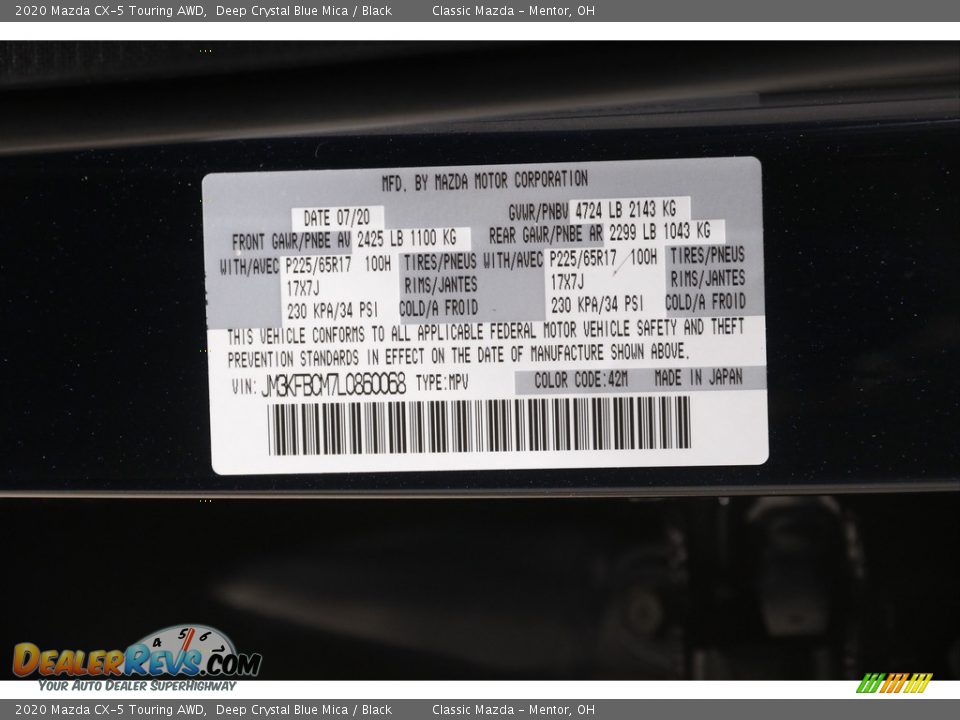 2020 Mazda CX-5 Touring AWD, Deep Crystal Blue Mica / Black Classic Mazda - Mentor, OH
MFD. BY MAZDA MOTOR CORPORATION
DATE 07/20 GVWR/PNBV 4724 LB 2143 KG
FRONT GAWR/PNBE AV 2425 LB 1100 KG REAR GAWR/PNBE AR 2299 LB 1043 KG
WITH/AVEC P225/65R17 100H TIRES/PNEUS WITH/AVEC P225/65R17 100H TIRES/PNEUS
17X7J RIMS/JANTES 17X7J RIMS/JANTES
230 KPA/34 PSI COLD/A FROID 230 KPA/34 PSI COLD/A FROID
THIS VEHICLE CONFORMS TO ALL APPLICABLE FEDERAL MOTOR VEHICLE SAFETY AND THEFT
PREVENTION STANDARDS IN EFFECT ON THE DATE OF MANUFACTURE SHOWN ABOVE.
VIN: JM3KFBCM7L0860068 TYPE:MPV COLOR CODE:42M MADE IN JAPAN
4 5 6
DEALERREVS.COM
YOUR AUTO DEALER SUPERHIGHWAY
2020 Mazda CX-5 Touring AWD, Deep Crystal Blue Mica / Black Classic Mazda - Mentor, OH